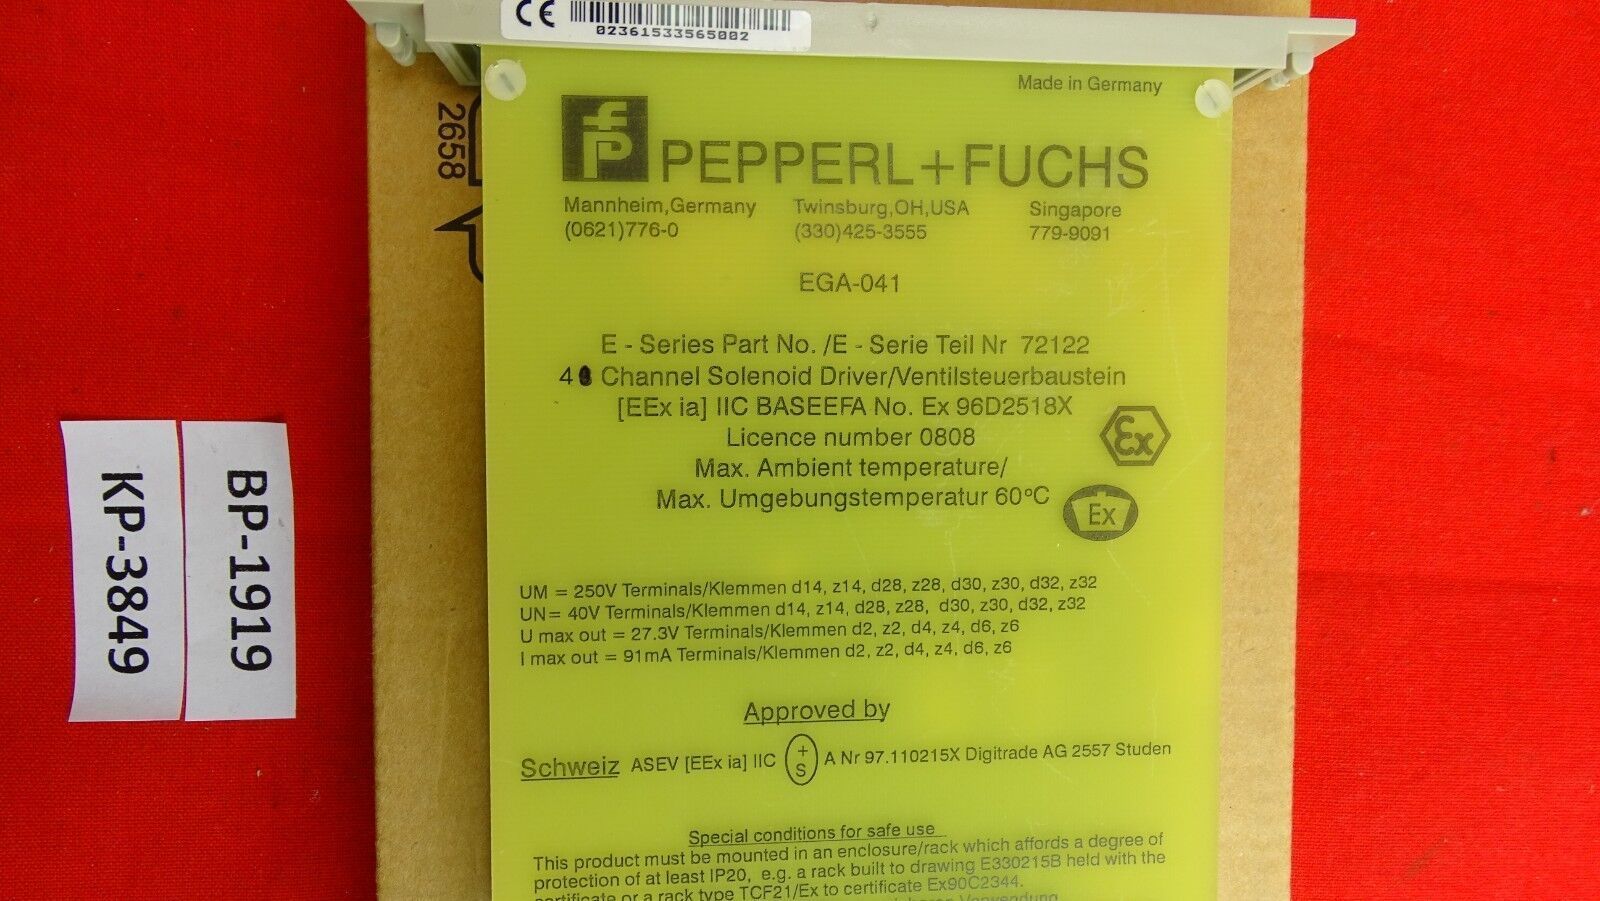 CE
02361533565002
Made in Germany
fp PEPPERL+FUCHS
Mannheim,Germany Twinsburg,OH,USA Singapore
(0621)776-0 (330)425-3555 779-9091
EGA-041
E - Series Part No. /E - Serie Teil Nr 72122
4 Channel Solenoid Driver/Ventilsteuerbaustein
[EEx ia] IIC BASEEFA No. Ex 96D2518X
Licence number 0808
Max. Ambient temperature/
Max. Umgebungstemperatur 60°C
Ex
Ex
UM = 250V Terminals/Klemmen d14, z14, d28, z28, d30, z30, d32, z32
UN= 40V Terminals/Klemmen d14, z14, d28, z28, d30, z30, d32, z32
U max out = 27.3V Terminals/Klemmen d2, z2, d4, z4, d6, z6
I max out = 91mA Terminals/Klemmen d2, z2, d4, z4, d6, z6
Approved by
Schweiz ASEV [EEx ia] IIC +S A Nr 97.110215X Digitrade AG 2557 Studen
Special conditions for safe use
This product must be mounted in an enclosure/rack which affords a degree of
protection of at least IP20, e.g. a rack built to drawing E330215B held with the
certificate or a rack type TCF21/Ex to certificate Ex90C2344.
Verwendung
2658
BP-1919
KP-3849